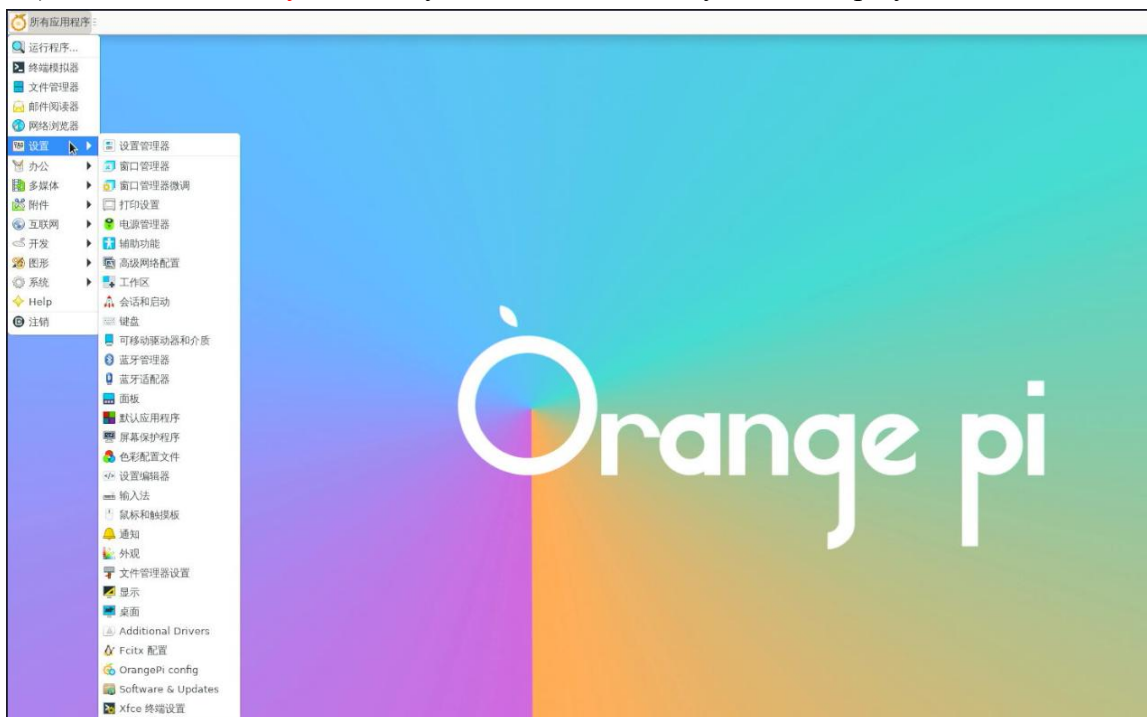 所有应用程序
运行程序...
终端模拟器
文件管理器
邮件阅读器
网络浏览器
设置
办公
多媒体
附件
互联网
开发
图形
系统
Help
注销
设置管理器
窗口管理器
窗口管理器微调
打印设置
电源管理器
辅助功能
高级网络配置
工作区
会话和启动
键盘
可移动驱动器和介质
蓝牙管理器
蓝牙适配器
面板
默认应用程序
屏幕保护程序
色彩配置文件
设置编辑器
输入法
鼠标和触摸板
通知
外观
文件管理器设置
显示
桌面
Additional Drivers
Fcitx 配置
OrangePi config
Software & Updates
Xfce 终端设置
Orange pi